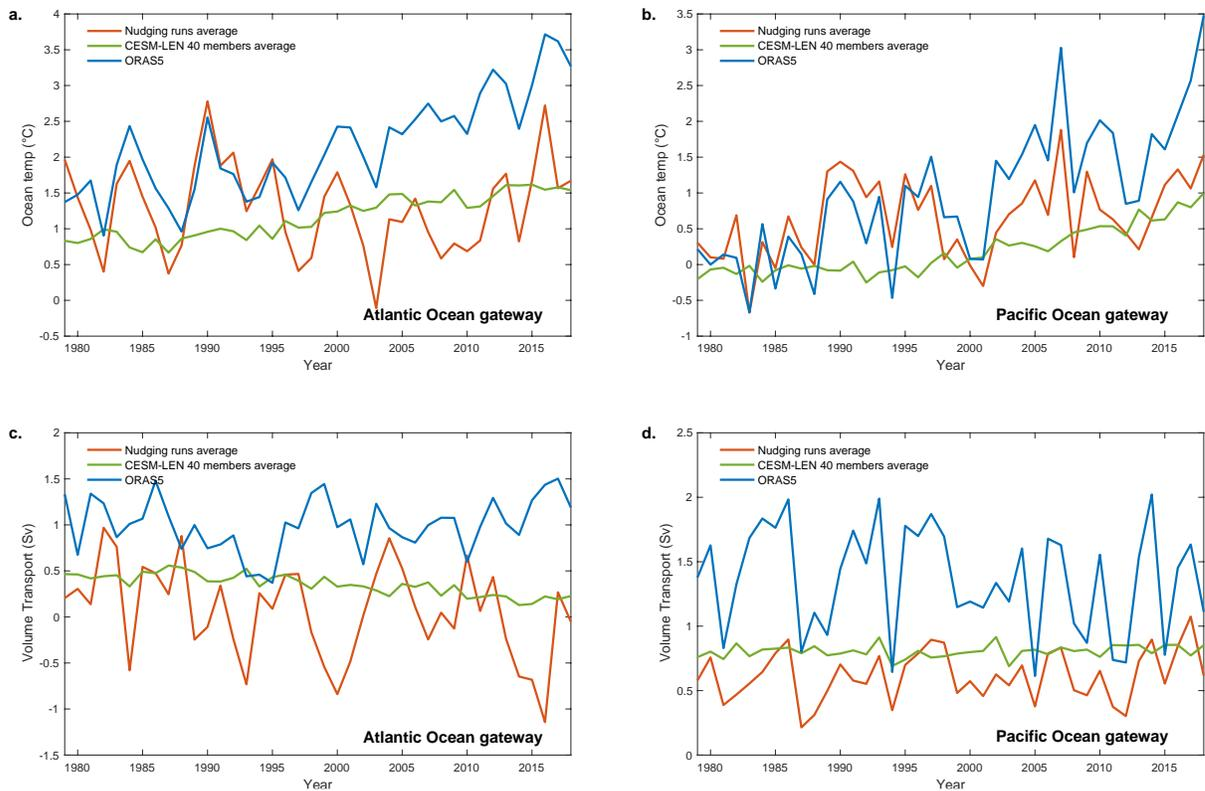 a.
4
3.5
3
2.5
2
1.5
1
0.5
0
-0.5
Ocean temp (°C)
Nudging runs average
CESM-LEN 40 members average
ORAS5
Atlantic Ocean gateway
1980 1985 1990 1995 2000 2005 2010 2015
Year
b.
3.5
3
2.5
2
1.5
1
0.5
0
-0.5
-1
Ocean temp (°C)
Nudging runs average
CESM-LEN 40 members average
ORAS5
Pacific Ocean gateway
1980 1985 1990 1995 2000 2005 2010 2015
Year
c.
2
1.5
1
0.5
0
-0.5
-1
-1.5
Volume Transport (Sv)
Nudging runs average
CESM-LEN 40 members average
ORAS5
Atlantic Ocean gateway
1980 1985 1990 1995 2000 2005 2010 2015
Year
d.
2.5
2
1.5
1
0.5
0
Volume Transport (Sv)
Nudging runs average
CESM-LEN 40 members average
ORAS5
Pacific Ocean gateway
1980 1985 1990 1995 2000 2005 2010 2015
Year